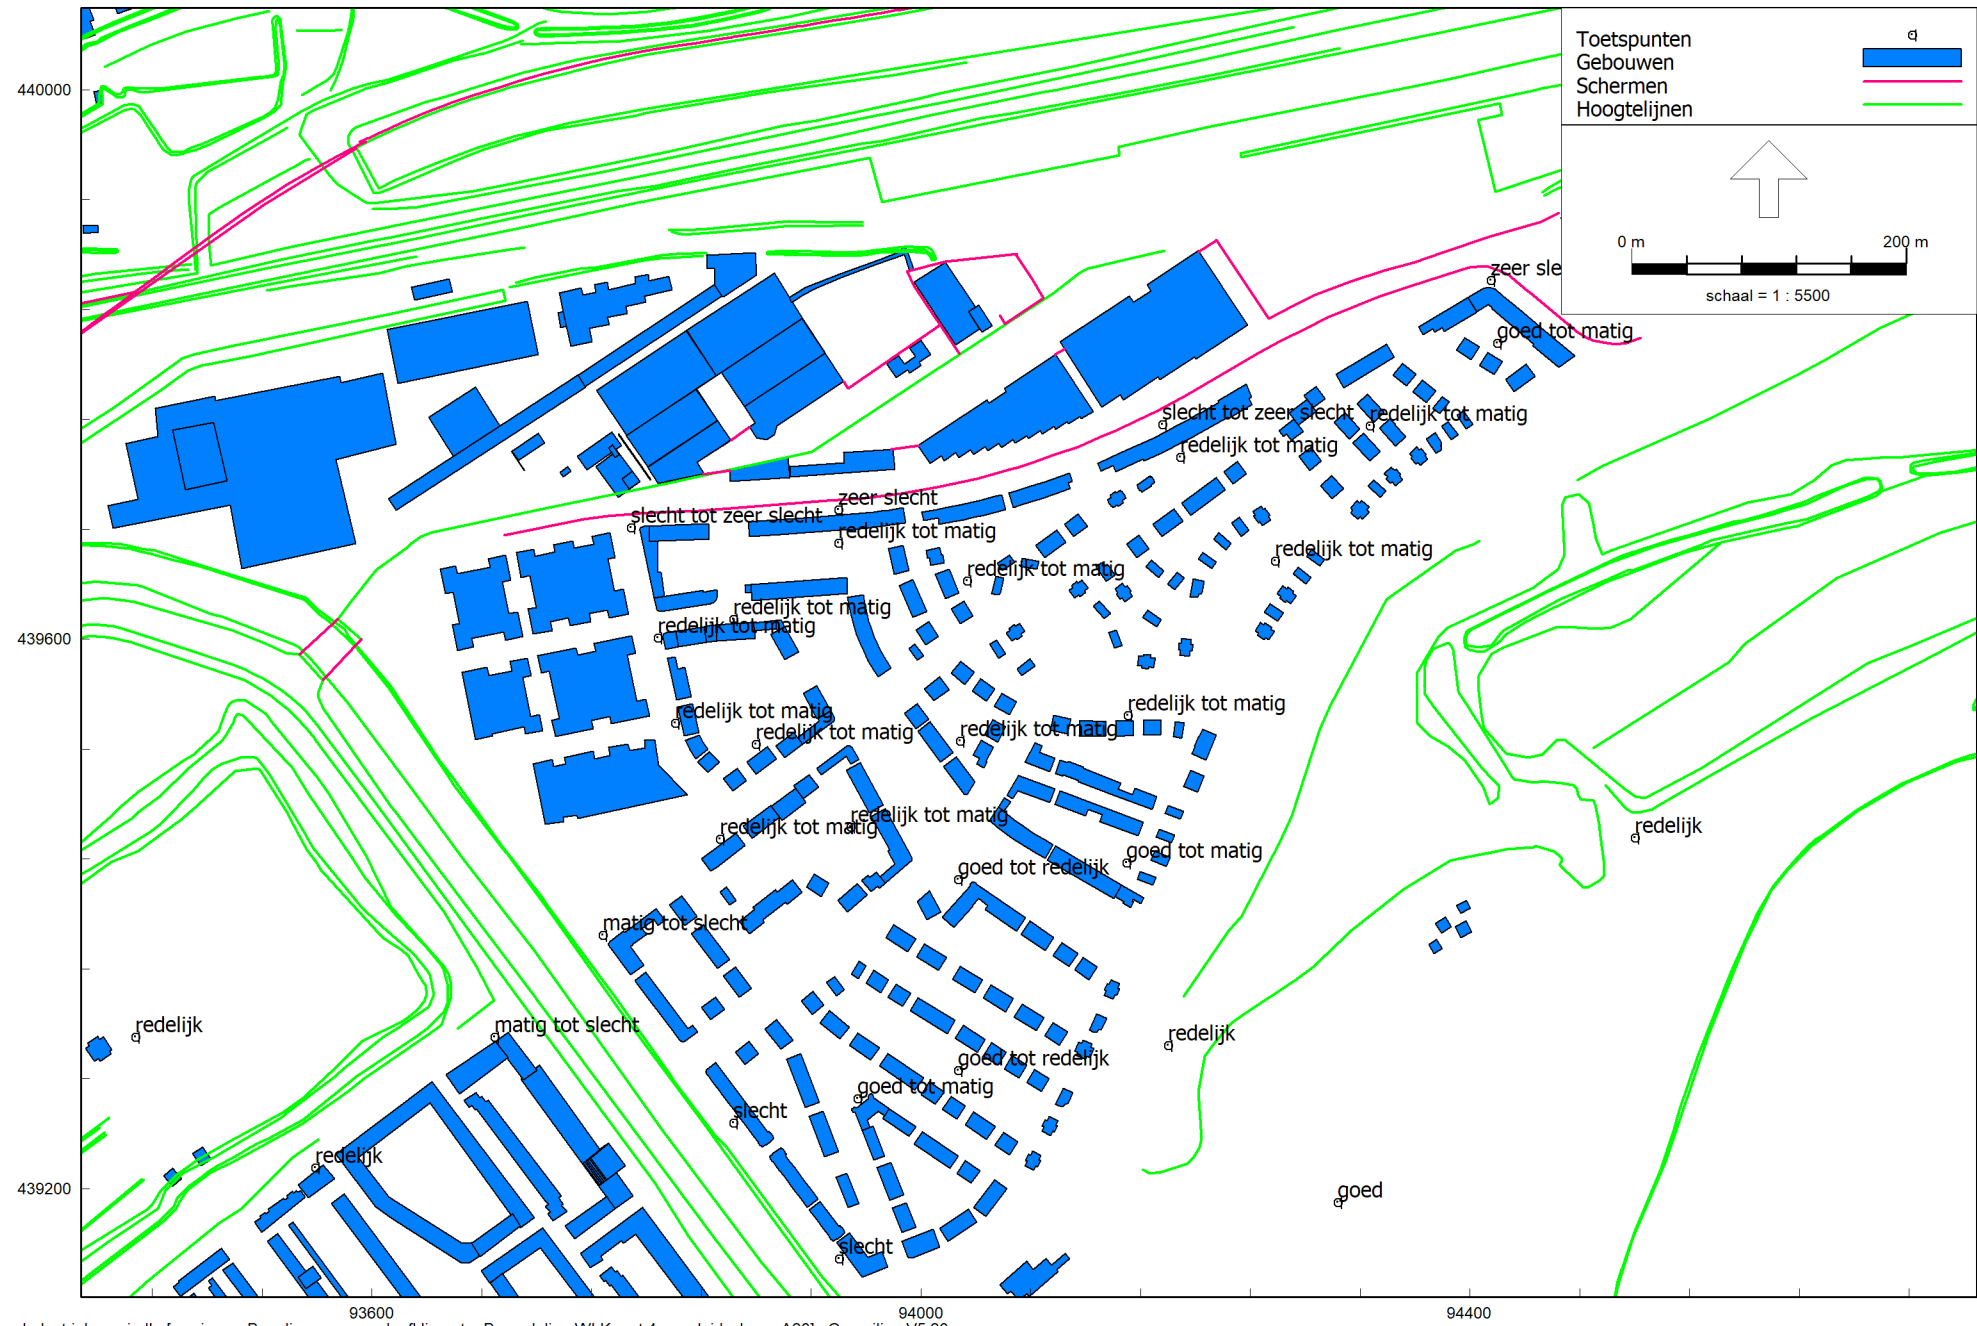 Toetspunten
Gebouwen
Schermen
Hoogtelijnen
440000
0 m 200 m
schaal = 1 : 5500
zeer sle
goed tot matig
slecht tot zeer slecht
redelijk tot matig
redelijk tot matig
zeer slecht
slecht tot zeer slecht
redelijk tot matig
redelijk tot matig
redelijk tot matig
redelijk tot matig
redelijk tot matig
439600
redelijk tot matig
redelijk tot matig
redelijk tot matig
redelijk tot matig
redelijk tot matig
redelijk tot matig
redelijk
goed tot matig
goed tot redelijk
matig tot slecht
redelijk
matig tot slecht
redelijk
goed tot redelijk
goed tot matig
slecht
redelijk
439200
goed
slecht
93600
94000
94400